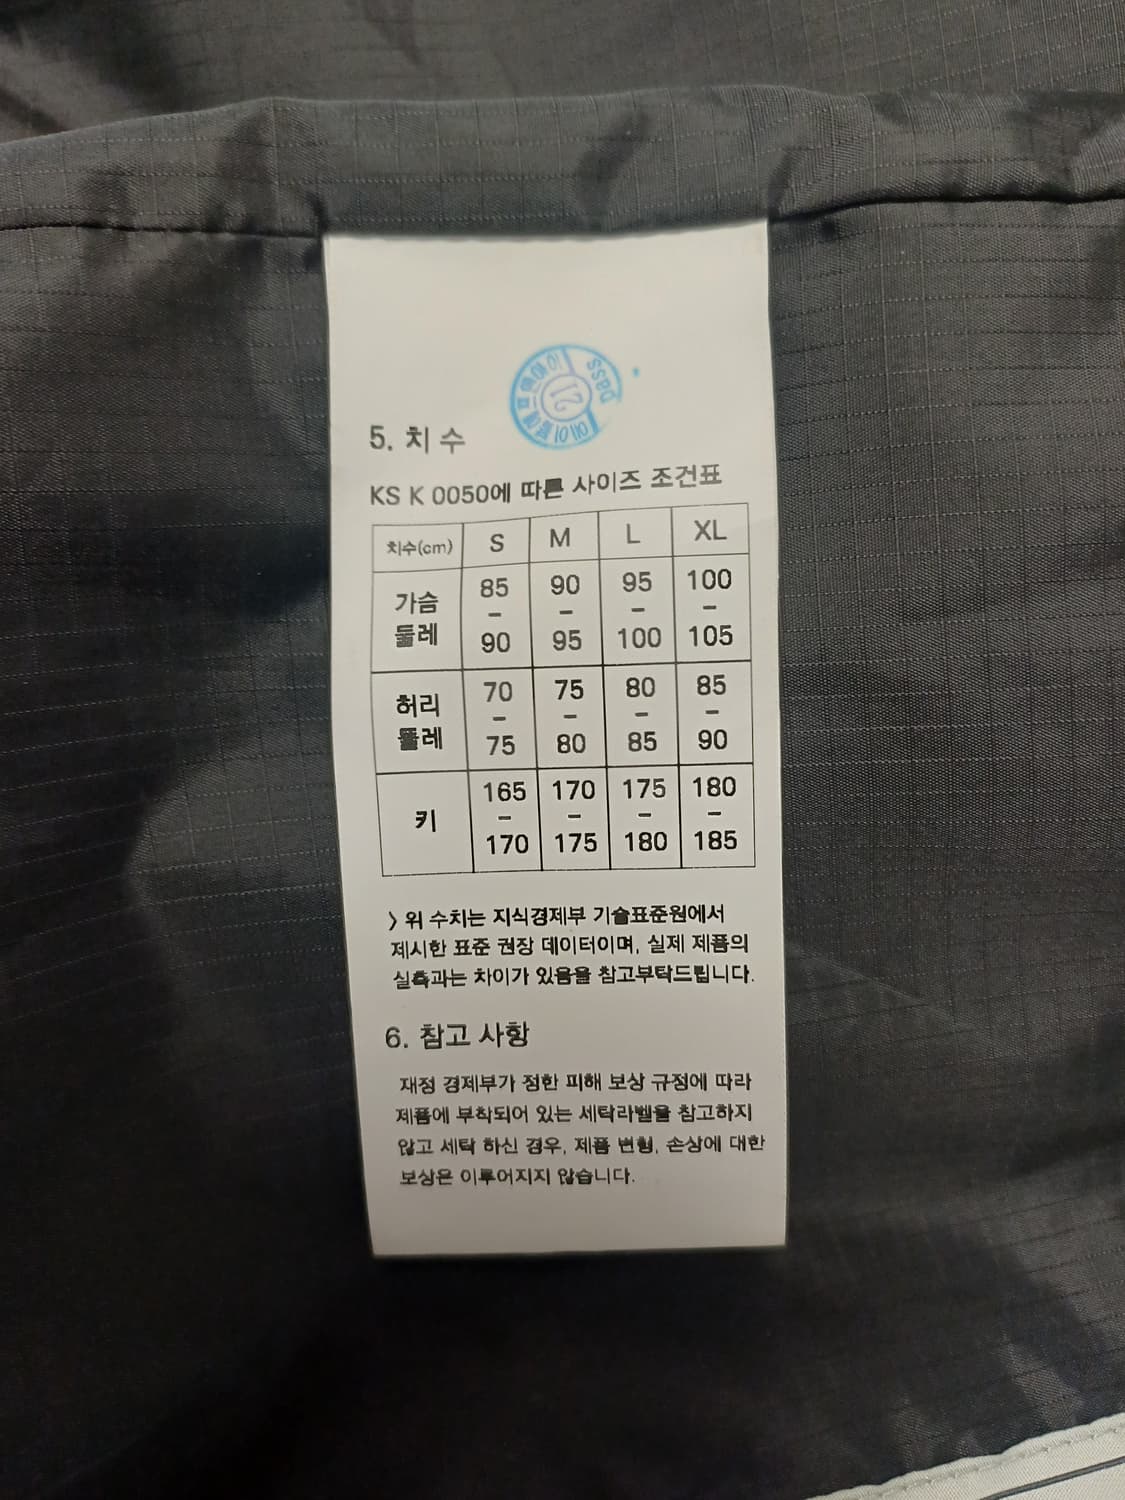 pass
21
5. 치수
KS K 0050에 따른 사이즈 조건표
치수(cm) S M L XL
가슴둘레 85-90 90-95 95-100 100-105
허리둘레 70-75 75-80 80-85 85-90
키 165-170 170-175 175-180 180-185
〉위 수치는 지식경제부 기술표준원에서
제시한 표준 권장 데이터이며, 실제 제품의
실측과는 차이가 있음을 참고부탁드립니다.
6. 참고 사항
재정 경제부가 정한 피해 보상 규정에 따라
제품에 부착되어 있는 세탁라벨을 참고하지
않고 세탁 하신 경우, 제품 변형, 손상에 대한
보상은 이루어지지 않습니다.